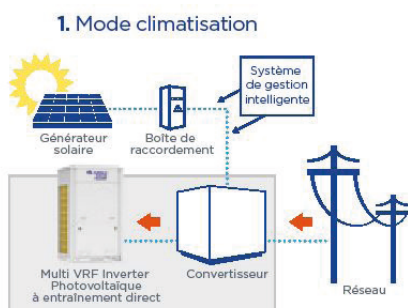 1. Mode climatisation
Système
de gestion
intelligente
Générateur
solaire
Boîte de
raccordement
Multi VRF Inverter
Photovoltaïque
à entraînement direct
Convertisseur
Réseau